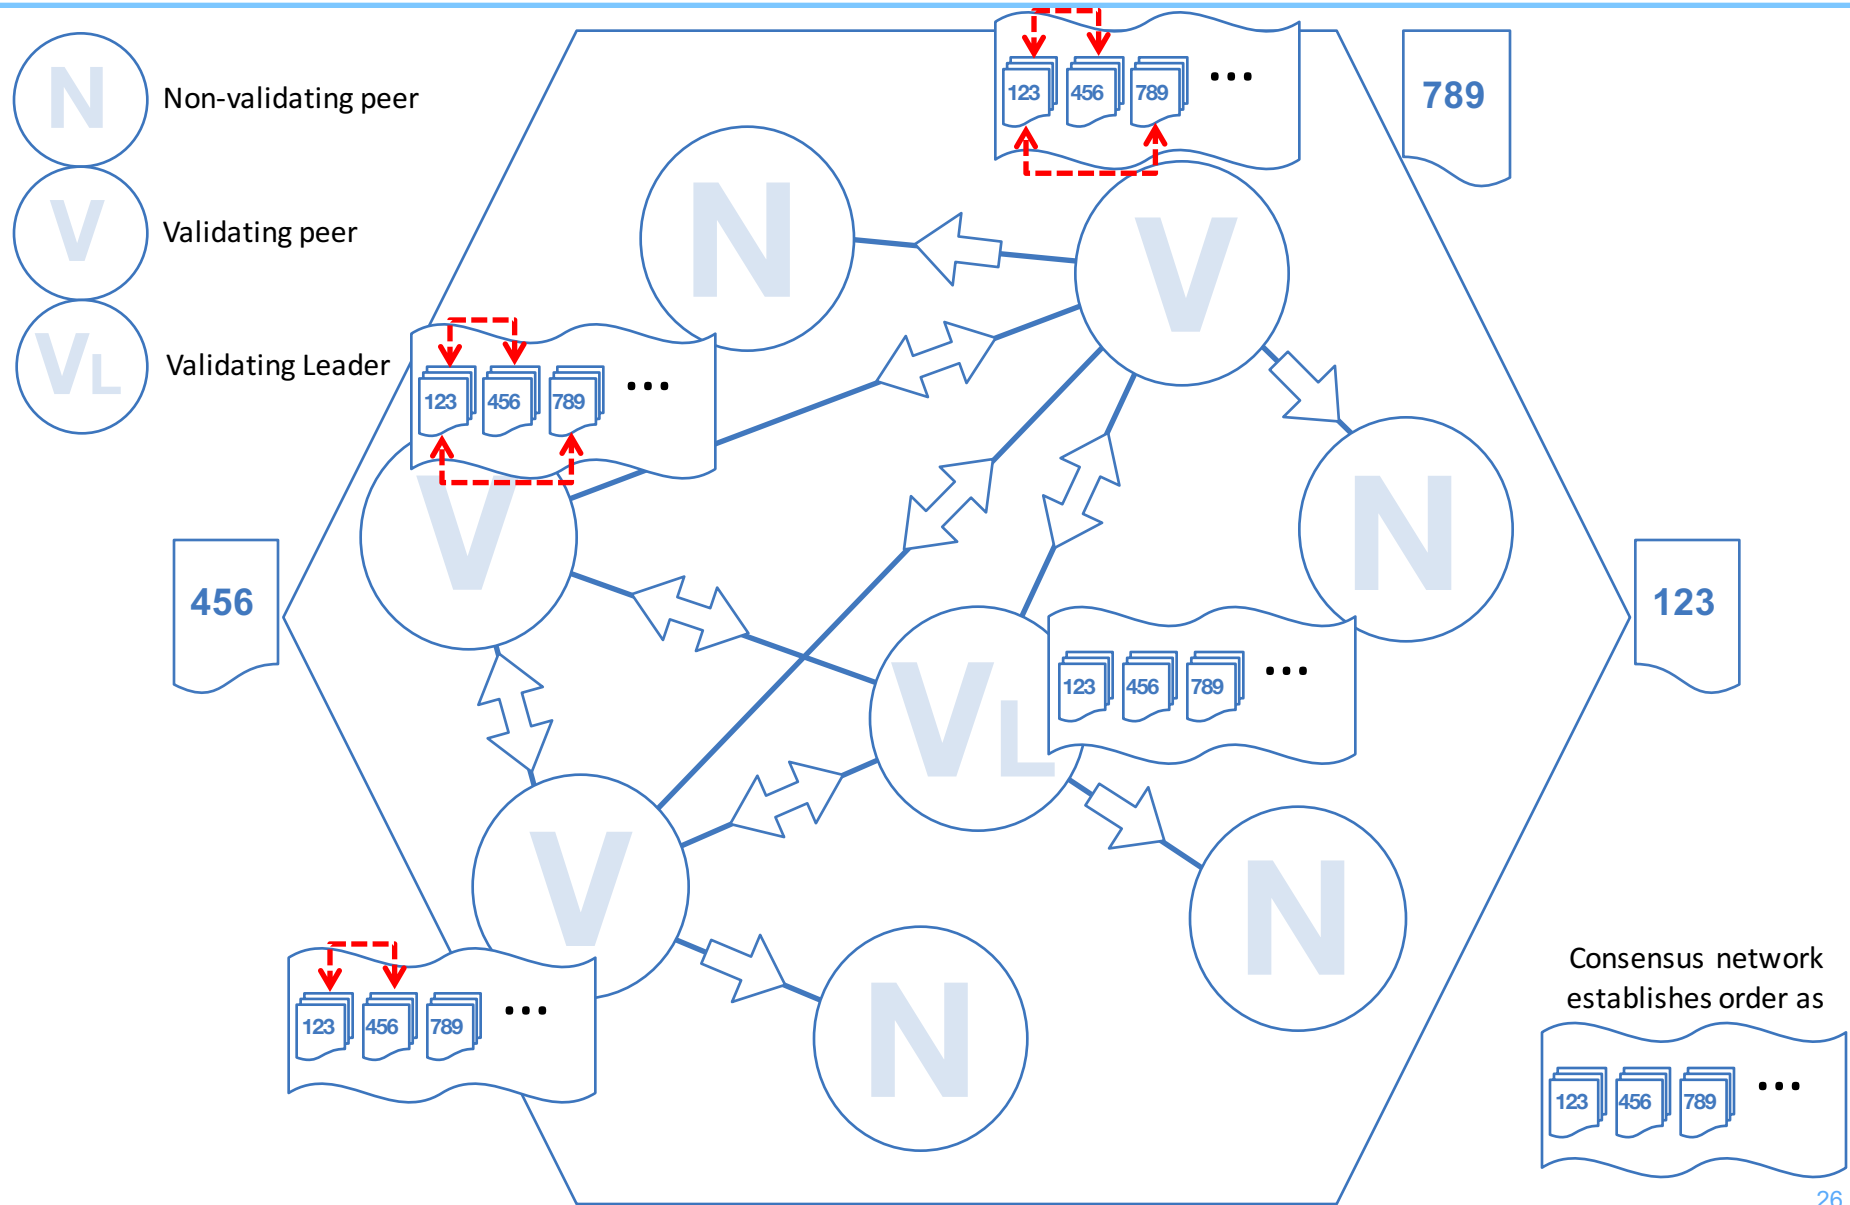 N
Non-validating peer
V
Validating peer
VL
Validating Leader
123 456 789 ...
789
N
V
123 456 789 ...
V
N
456
123
VL
123 456 789 ...
V
N
123 456 789 ...
N
Consensus network
establishes order as
123 456 789 ...
26